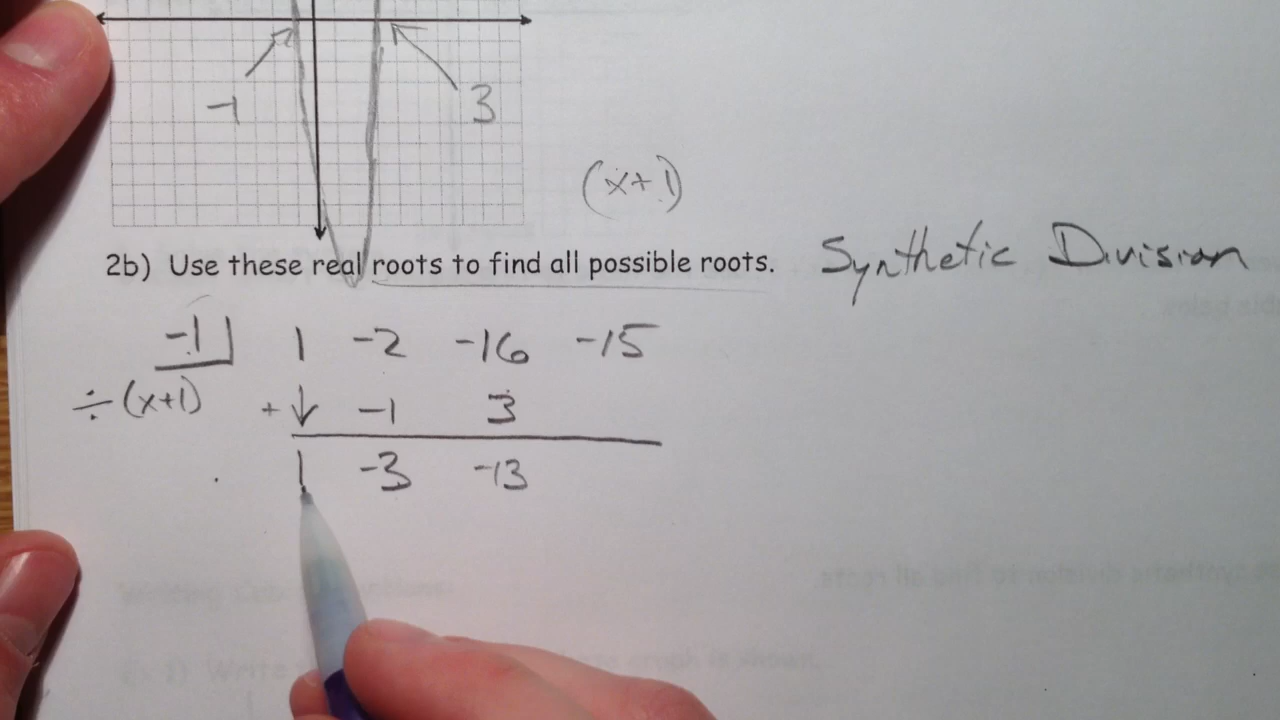 -1 3
(x+1)
2b) Use these real roots to find all possible roots. Synthetic Division
-1 1 -2 -16 -15
÷(x+1) + ↓ -1 3
1 -3 -13